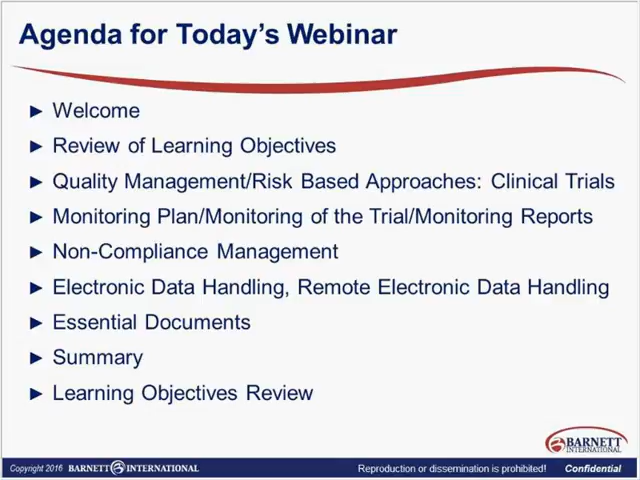 Agenda for Today's Webinar
► Welcome
► Review of Learning Objectives
► Quality Management/Risk Based Approaches: Clinical Trials
► Monitoring Plan/Monitoring of the Trial/Monitoring Reports
► Non-Compliance Management
► Electronic Data Handling, Remote Electronic Data Handling
► Essential Documents
► Summary
► Learning Objectives Review
BARNETT
INTERNATIONAL
Copyright 2016 BARNETT INTERNATIONAL Reproduction or dissemination is prohibited! Confidential